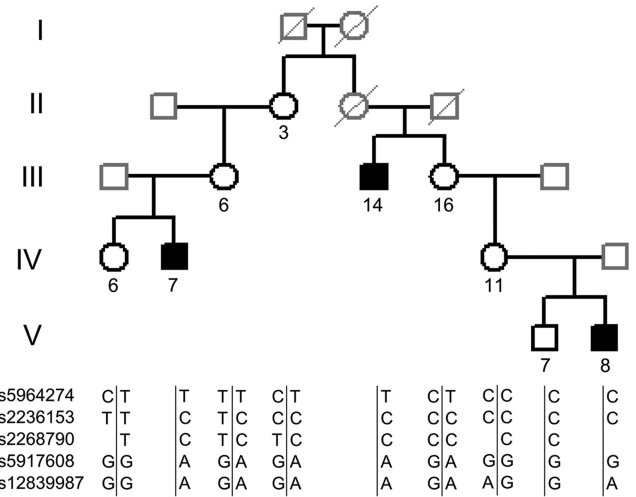 I
II
3
III
6
14
16
IV
6
7
11
V
7
8
s5964274 C T T T T C T T C T C C C C
s2236153 T T C T C C C C C C C C C C
s2268790 T C T C T C C C C C C C
s5917608 G G A G A G A A G A G G G G
s12839987 G G A G A G A A G A A G G A